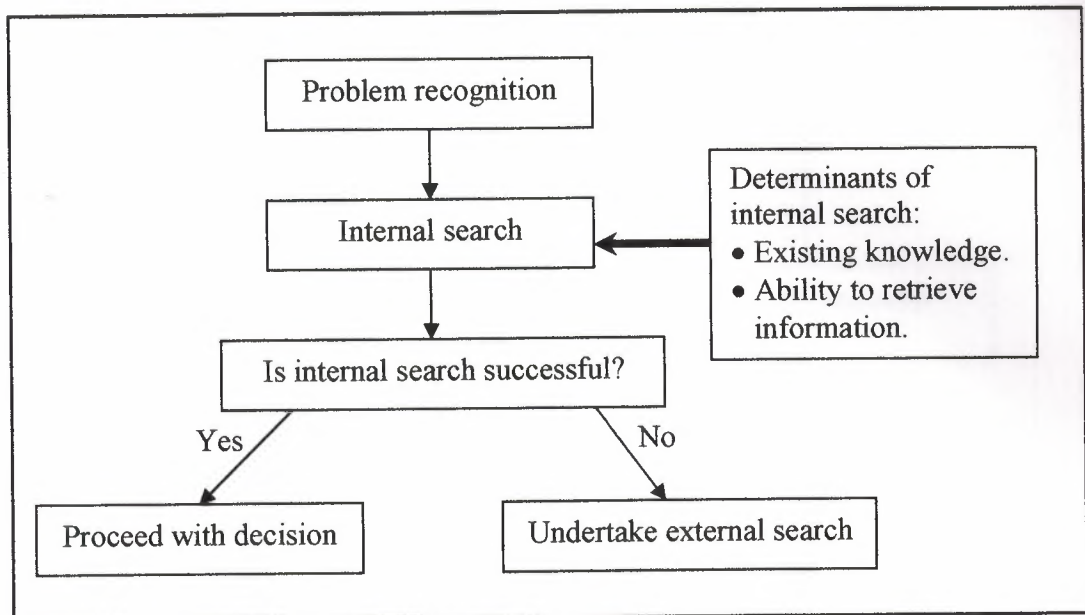 Problem recognition
Internal search
Determinants of
internal search:
• Existing knowledge.
• Ability to retrieve
information.
Is internal search successful?
Yes
No
Proceed with decision
Undertake external search